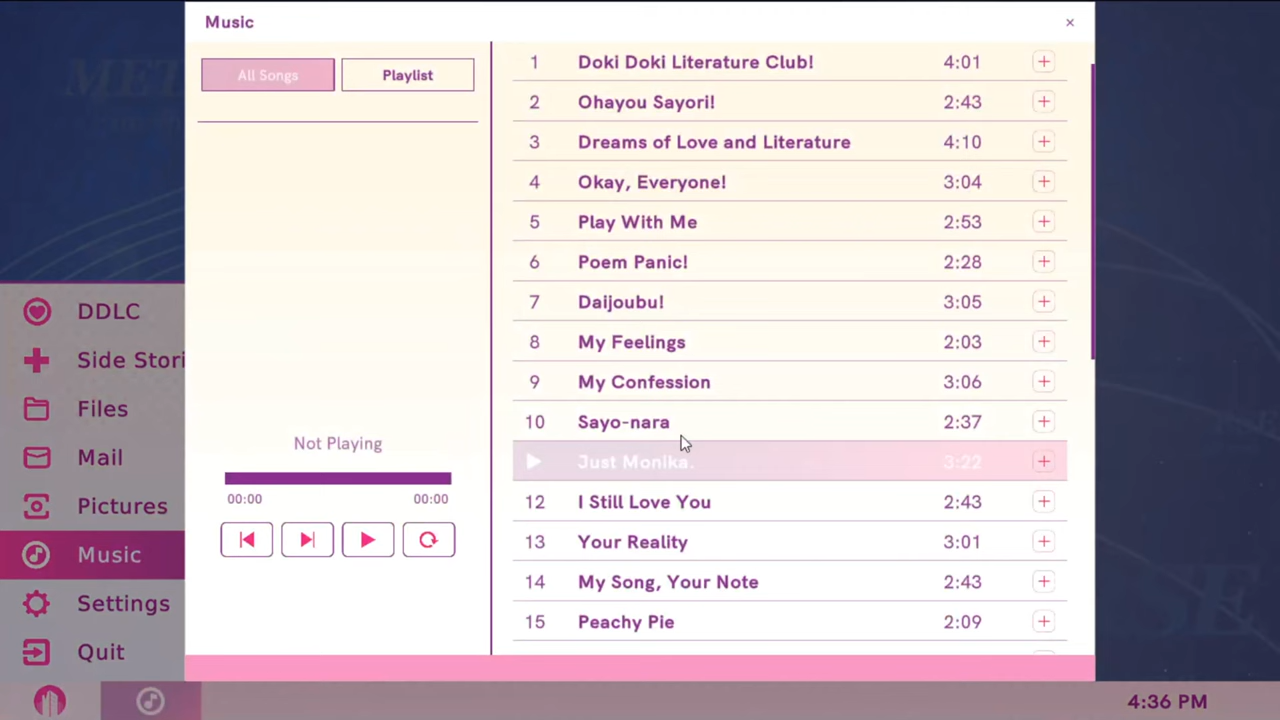 Music
×
All Songs
Playlist
1 Doki Doki Literature Club! 4:01 +
2 Ohayou Sayori! 2:43 +
3 Dreams of Love and Literature 4:10 +
4 Okay, Everyone! 3:04 +
5 Play With Me 2:53 +
6 Poem Panic! 2:28 +
7 Daijoubu! 3:05 +
8 My Feelings 2:03 +
9 My Confession 3:06 +
10 Sayo-nara 2:37 +
Just Monika. 3:22 +
12 I Still Love You 2:43 +
13 Your Reality 3:01 +
14 My Song, Your Note 2:43 +
15 Peachy Pie 2:09 +
Not Playing
00:00 00:00
DDLC
Side Stori
Files
Mail
Pictures
Music
Settings
Quit
4:36 PM